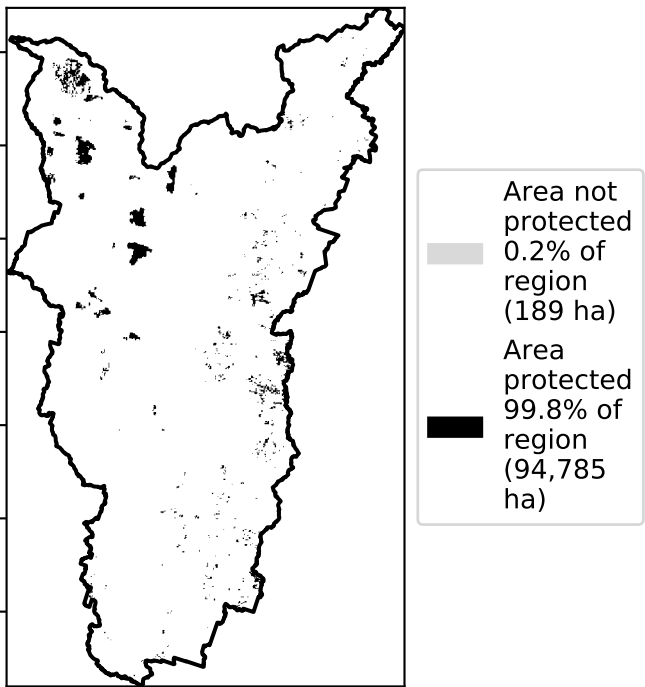 Area not
protected
0.2% of
region
(189 ha)
Area
protected
99.8% of
region
(94,785
ha)